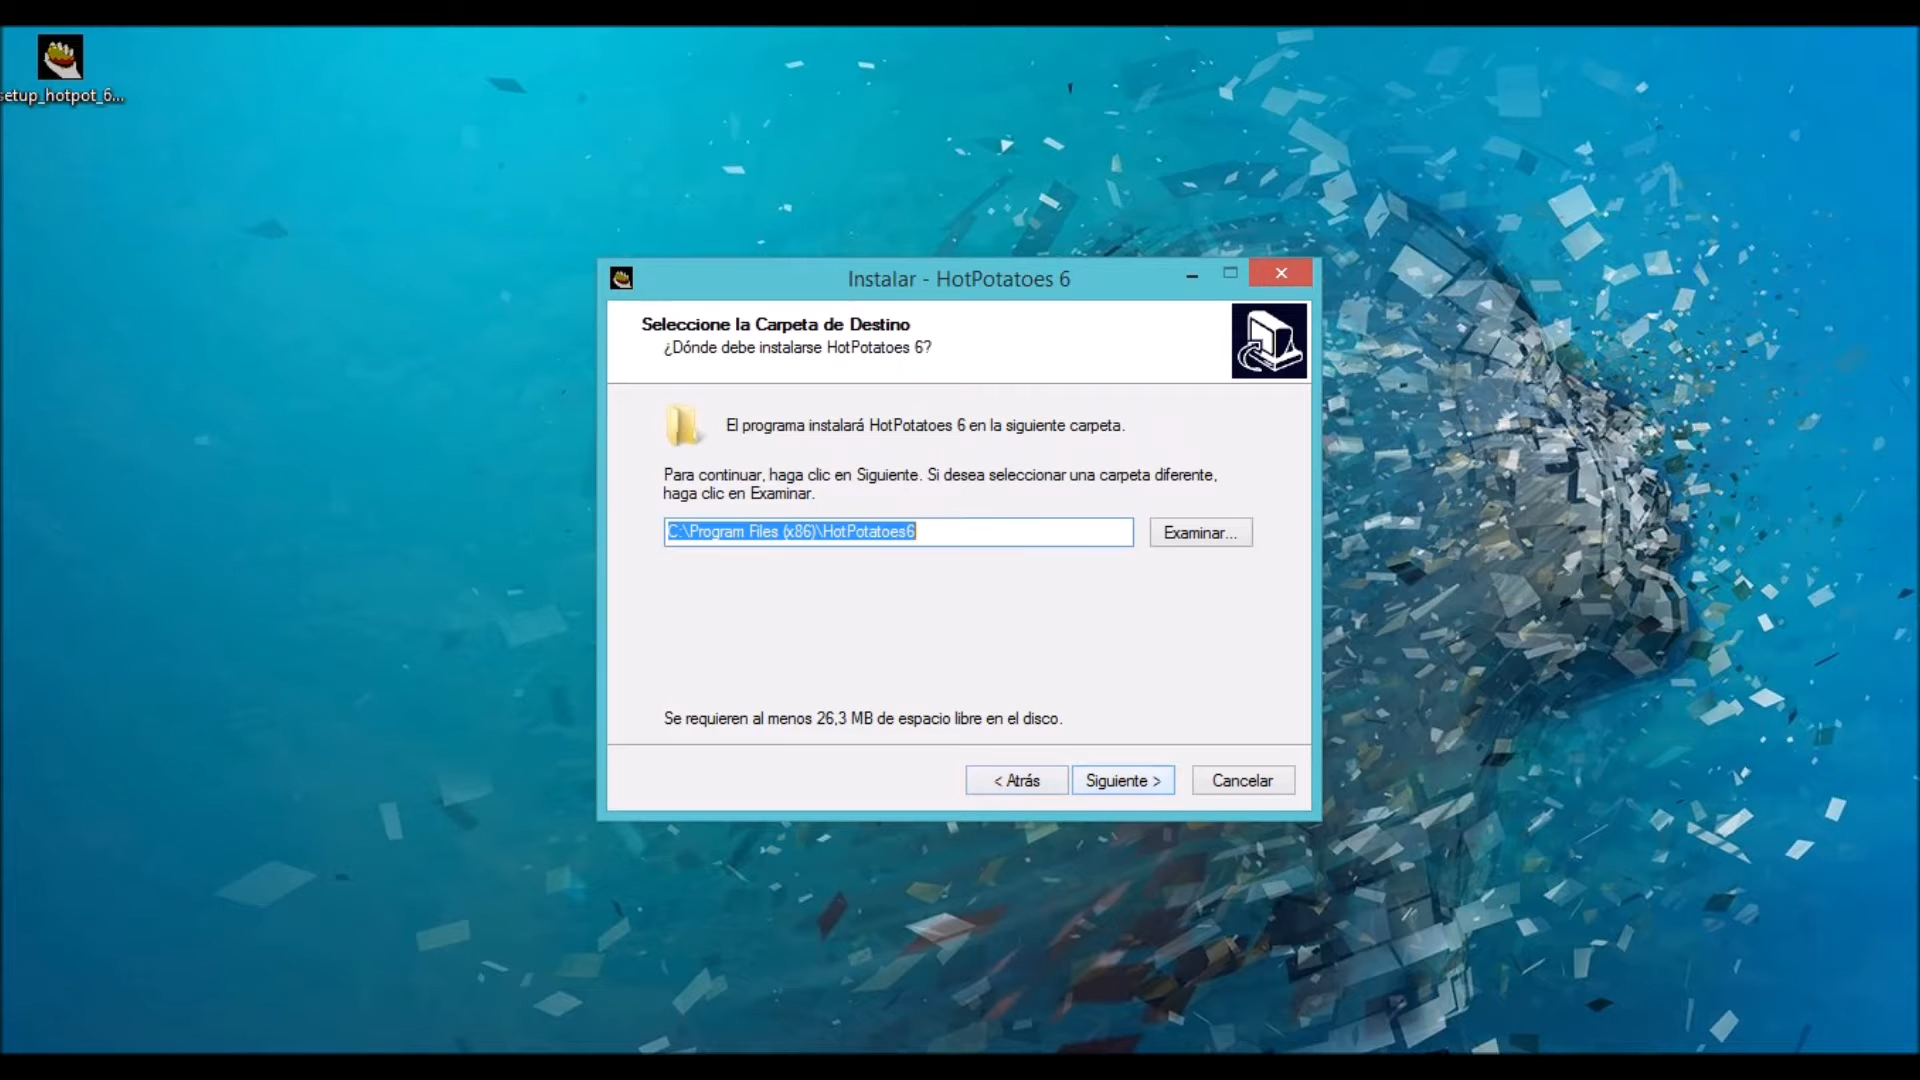 setup_hotpot_6...
Instalar - HotPotatoes 6
Seleccione la Carpeta de Destino
¿Dónde debe instalarse HotPotatoes 6?
El programa instalará HotPotatoes 6 en la siguiente carpeta.
Para continuar, haga clic en Siguiente. Si desea seleccionar una carpeta diferente,
haga clic en Examinar.
C:\Program Files (x86)\HotPotatoes6
Examinar...
Se requieren al menos 26,3 MB de espacio libre en el disco.
< Atrás
Siguiente >
Cancelar